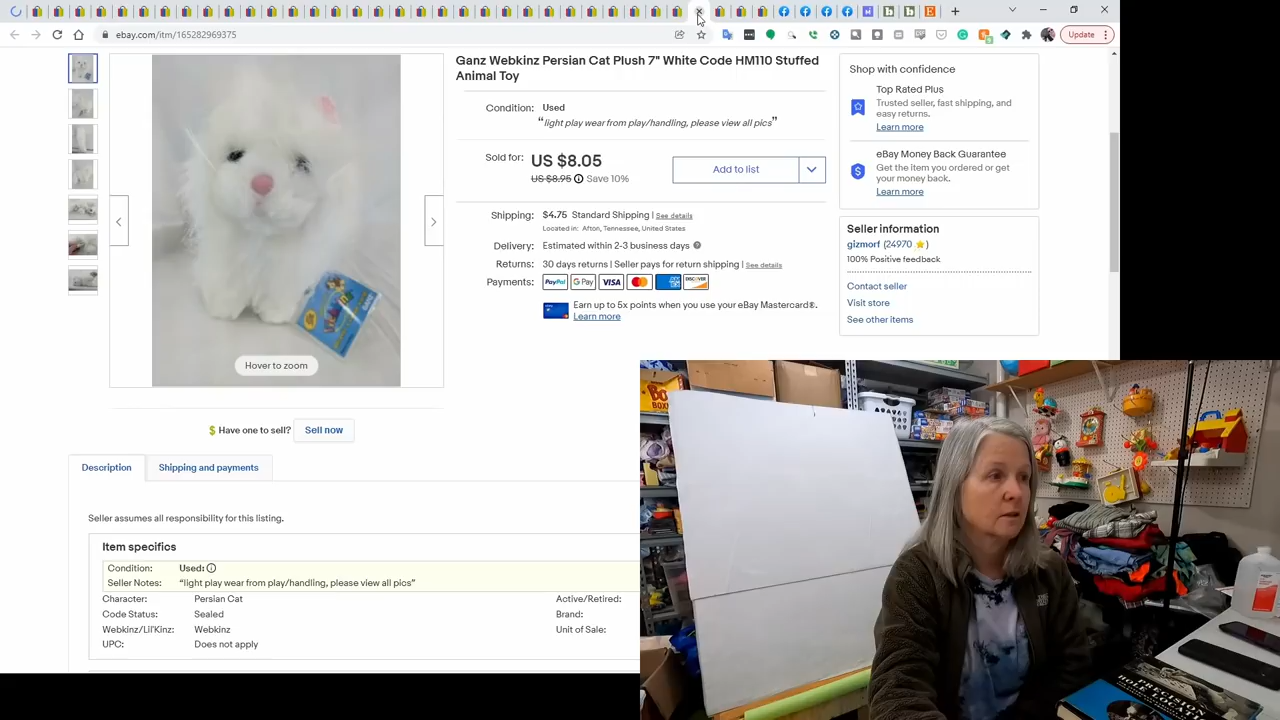 ebay.com/itm/165282969375
Update
Ganz Webkinz Persian Cat Plush 7" White Code HM110 Stuffed
Animal Toy
Condition: Used
"light play wear from play/handling, please view all pics"
Sold for: US $8.05
US $8.95 Save 10%
Add to list
Shipping: $4.75 Standard Shipping | See details
Located in: Afton, Tennessee, United States
Delivery: Estimated within 2-3 business days
Returns: 30 days returns | Seller pays for return shipping | See details
Payments: PayPal G Pay VISA DISCOVER
Earn up to 5x points when you use your eBay Mastercard®.
Learn more
Shop with confidence
Top Rated Plus
Trusted seller, fast shipping, and
easy returns.
Learn more
eBay Money Back Guarantee
Get the item you ordered or get
your money back.
Learn more
Seller information
gizmorf (24970 )
100% Positive feedback
Contact seller
Visit store
See other items
Hover to zoom
Have one to sell? Sell now
Description
Shipping and payments
Seller assumes all responsibility for this listing.
Item specifics
Condition: Used:
Seller Notes: "light play wear from play/handling, please view all pics"
Character: Persian Cat
Active/Retired:
Code Status: Sealed
Brand:
Webkinz/Lil'Kinz: Webkinz
Unit of Sale:
UPC: Does not apply
PRECISION
HOLE LOCATION